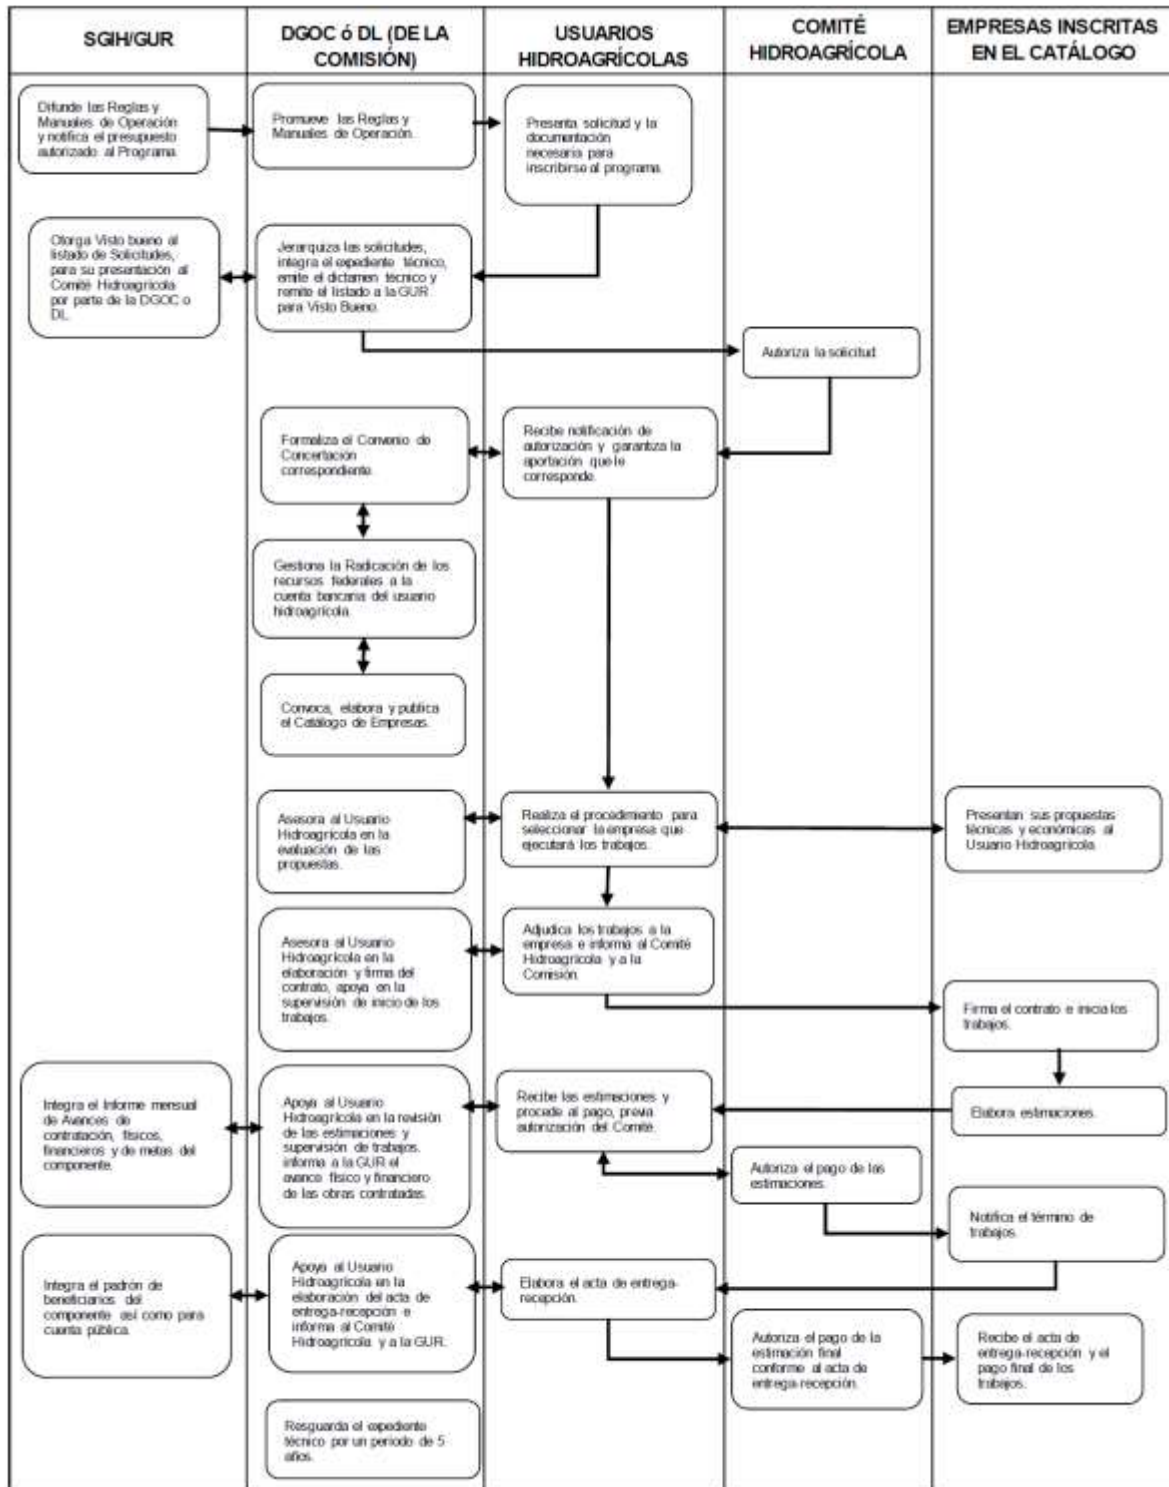 SGIH/GUR
DGOC ó DL (DE LA
COMISIÓN)
USUARIOS
HIDROAGRÍCOLAS
COMITÉ
HIDROAGRÍCOLA
EMPRESAS INSCRITAS
EN EL CATÁLOGO
Difunde las Reglas y
Manuales de Operación
y notifica el presupuesto
autorizado al Programa.
Promueve las Reglas y
Manuales de Operación.
Presenta solicitud y la
documentación
necesaria para
inscribirse al programa.
Otorga Visto bueno al
listado de Solicitudes,
para su presentación al
Comité Hidroagrícola
por parte de la DGOC o
DL.
Jerarquiza las solicitudes,
integra el expediente técnico,
emite el dictamen técnico y
remite el listado a la GUR
para Visto Bueno.
Autoriza la solicitud.
Formaliza el Convenio de
Concertación
correspondiente.
Recibe notificación de
autorización y garantiza la
aportación que le
corresponde.
Gestiona la Radicación de los
recursos federales a la
cuenta bancaria del usuario
hidroagrícola.
Convoca, elabora y publica
el Catálogo de Empresas.
Asesora al Usuario
Hidroagrícola en la
evaluación de las
propuestas.
Realiza el procedimiento para
seleccionar la empresa que
ejecutará los trabajos.
Presentan sus propuestas
técnicas y económicas al
Usuario Hidroagrícola.
Asesora al Usuario
Hidroagrícola en la
elaboración y firma del
contrato, apoya en la
supervisión de inicio de los
trabajos.
Adjudica los trabajos a la
empresa e informa al Comité
Hidroagrícola y a la
Comisión.
Firma el contrato e inicia los
trabajos.
Integra el Informe mensual
de Avances de
contratación, físicos,
financieros y de metas del
componente.
Apoya al Usuario
Hidroagrícola en la revisión
de las estimaciones y
supervisión de trabajos.
informa a la GUR el
avance físico y financiero
de las obras contratadas.
Recibe las estimaciones y
procede al pago, previa
autorización del Comité.
Elabora estimaciones.
Autoriza el pago de las
estimaciones.
Notifica el término de
trabajos.
Integra el padrón de
beneficiarios del
componente así como para
cuenta pública.
Apoya al Usuario
Hidroagrícola en la
elaboración del acta de
entrega-recepción e
informa al Comité
Hidroagrícola y a la GUR.
Elabora el acta de entrega-
recepción.
Autoriza el pago de la
estimación final
conforme al acta de
entrega-recepción.
Recibe el acta de
entrega-recepción y el
pago final de los
trabajos.
Resguarda el expediente
técnico por un periodo de 5
años.